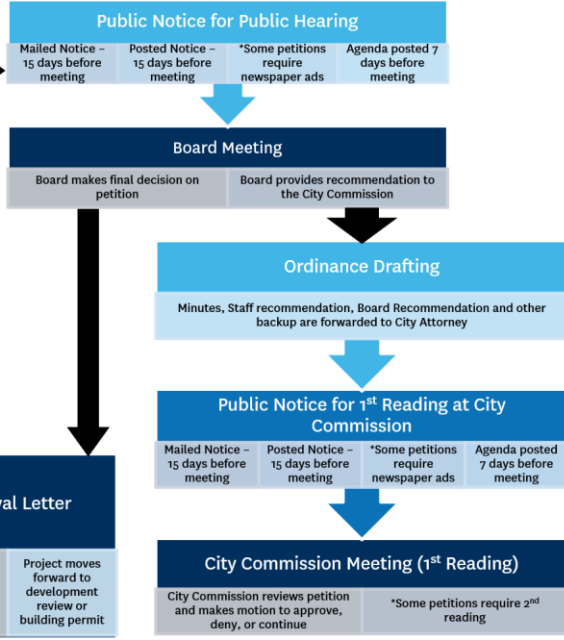 Public Notice for Public Hearing
Mailed Notice –
15 days before
meeting
Posted Notice –
15 days before
meeting
*Some petitions
require
newspaper ads
Agenda posted 7
days before
meeting
Board Meeting
Board makes final decision on
petition
Board provides recommendation to
the City Commission
Ordinance Drafting
Minutes, Staff recommendation, Board Recommendation and other
backup are forwarded to City Attorney
Public Notice for 1st Reading at City
Commission
Mailed Notice –
15 days before
meeting
Posted Notice –
15 days before
meeting
*Some petitions
require
newspaper ads
Agenda posted
7 days before
meeting
val Letter
Project moves
forward to
development
review or
building permit
City Commission Meeting (1st Reading)
City Commission reviews petition
and makes motion to approve,
deny, or continue
*Some petitions require 2nd
reading